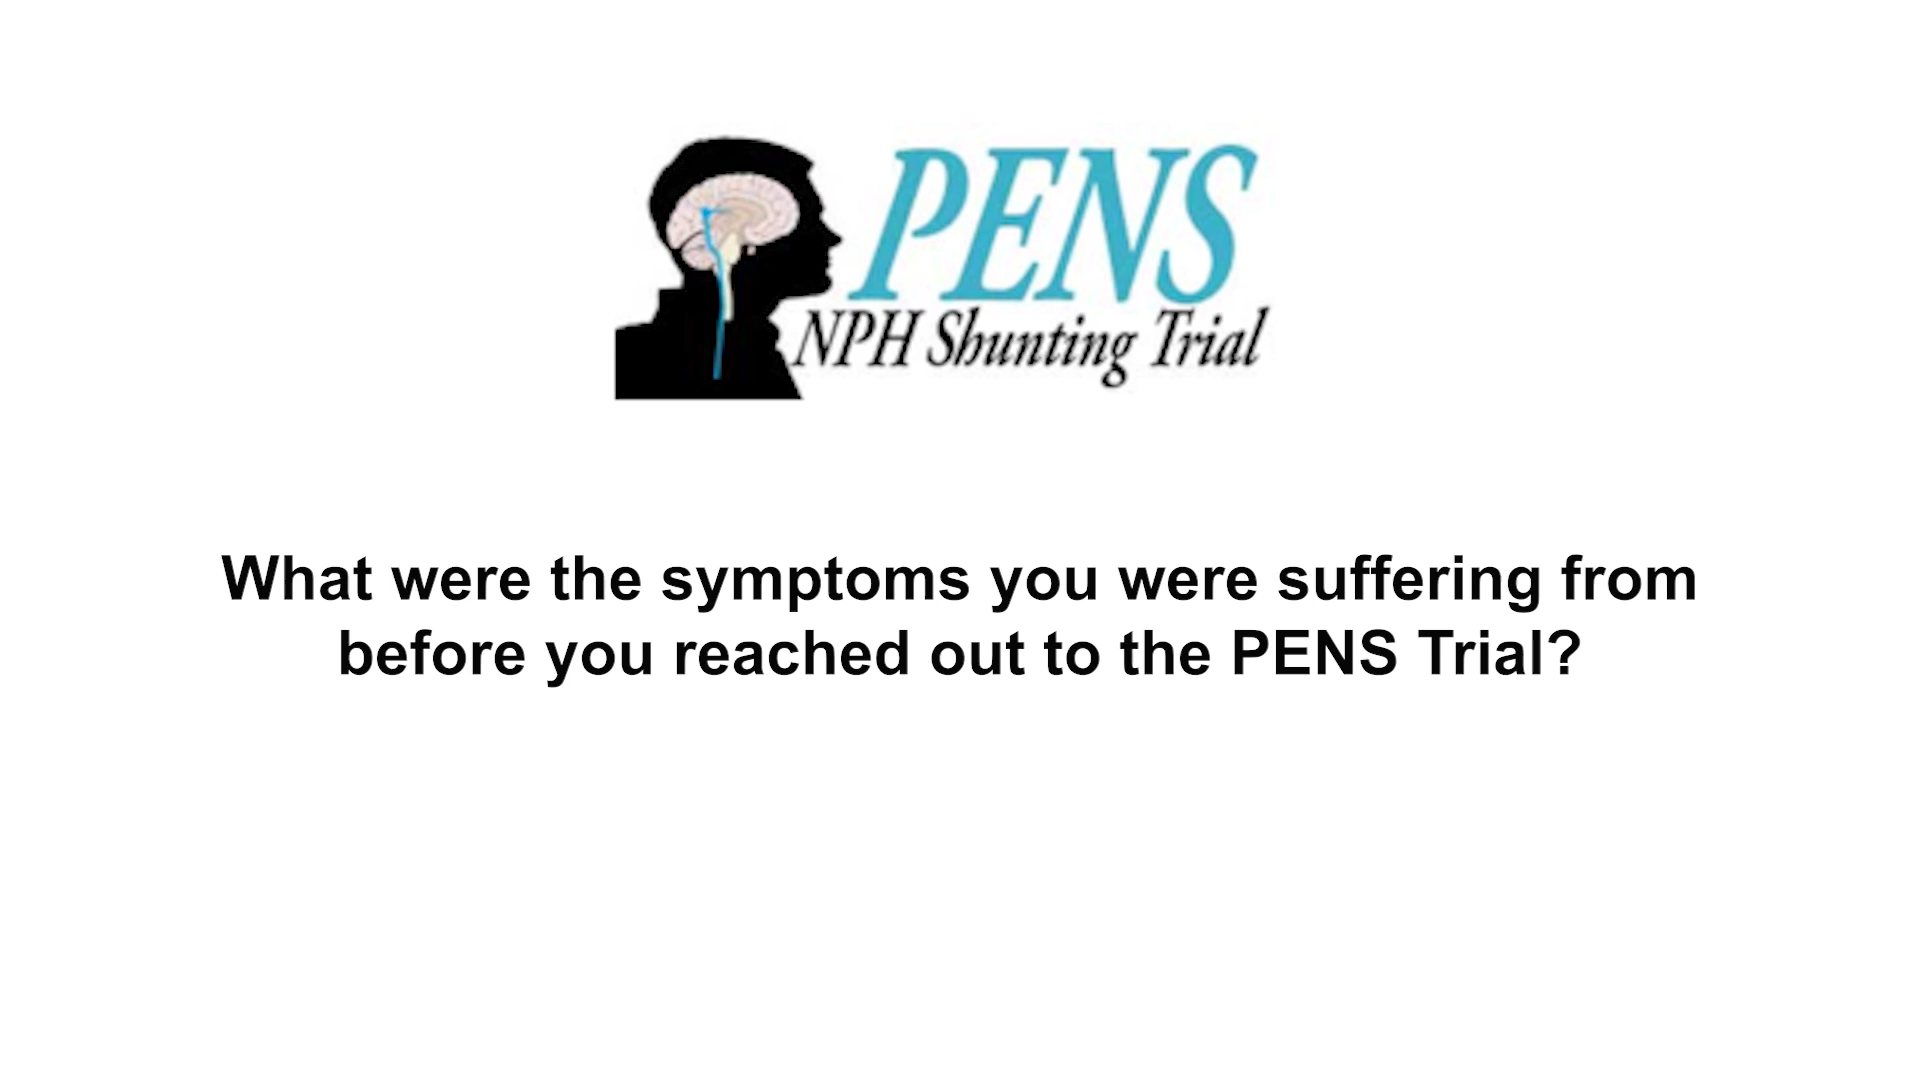 PENS
NPH Shunting Trial
What were the symptoms you were suffering from
before you reached out to the PENS Trial?